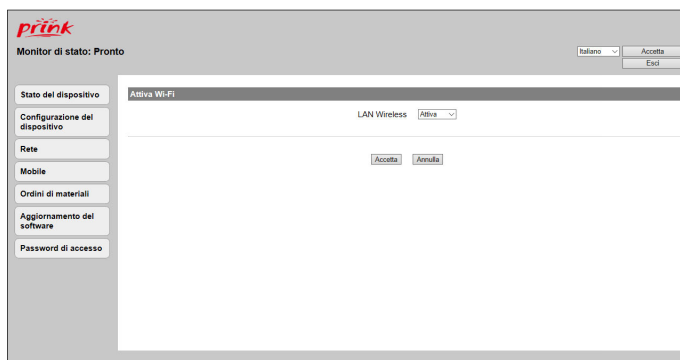 prink
Monitor di stato: Pronto
Italiano
Accetta
Esci
Stato del dispositivo
Configurazione del
dispositivo
Rete
Mobile
Ordini di materiali
Aggiornamento del
software
Password di accesso
Attiva Wi-Fi
LAN Wireless Attiva
Accetta Annulla